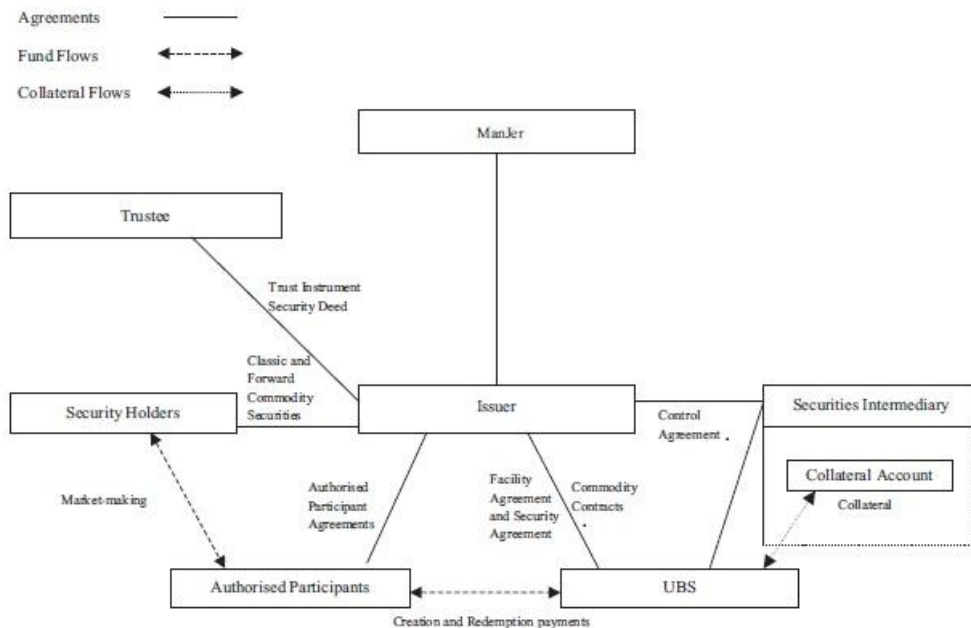 Agreements
Fund Flows
Collateral Flows
ManJer
Trustee
Trust Instrument
Security Deed
Classic and
Forward
Commodity
Securities
Security Holders
Issuer
Securities Intermediary
Control
Agreement
Collateral Account
Collateral
Market-making
Authorised
Participant
Agreements
Facility
Agreement
and Security
Agreement
Commodity
Contracts
Authorised Participants
UBS
Creation and Redemption payments